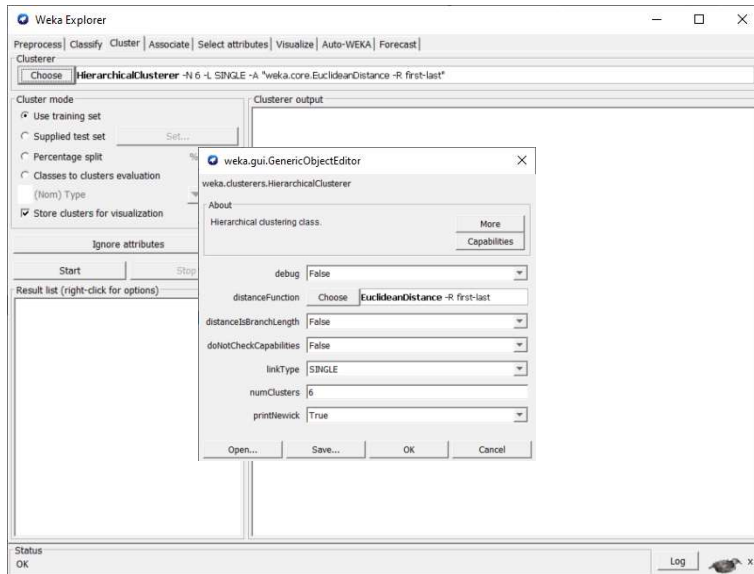 Weka Explorer
Preprocess Classify Cluster Associate Select attributes Visualize Auto-WEKA Forecast
Clusterer
Choose HierarchicalClusterer -N 6 -L SINGLE -A "weka.core.EuclideanDistance -R first-last"
Cluster mode
Use training set
Supplied test set Set...
Percentage split %
Classes to clusters evaluation
(Nom) Type
Store clusters for visualization
Ignore attributes
Start Stop
Result list (right-click for options)
Clusterer output
weka.gui.GenericObjectEditor
weka.clusterers.HierarchicalClusterer
About
Hierarchical clustering class.
More
Capabilities
debug False
distanceFunction Choose EuclideanDistance -R first-last
distanceIsBranchLength False
doNotCheckCapabilities False
linkType SINGLE
numClusters 6
printNewick True
Open... Save... OK Cancel
Status
OK
Log x